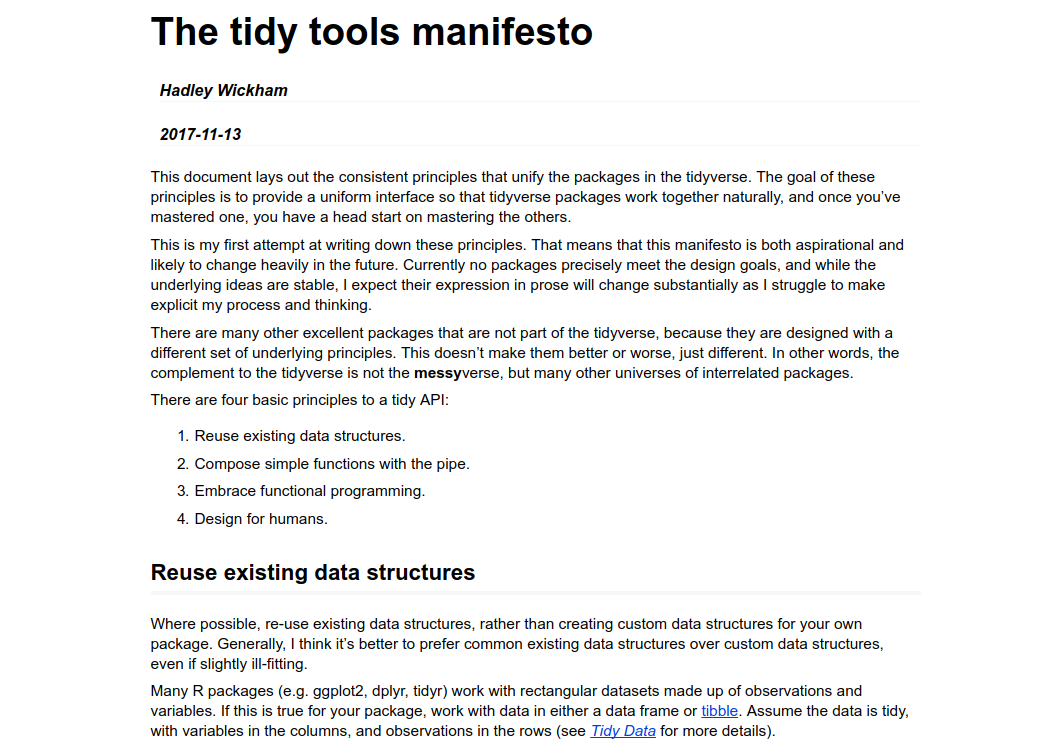 The tidy tools manifesto
Hadley Wickham
2017-11-13
This document lays out the consistent principles that unify the packages in the tidyverse. The goal of these
principles is to provide a uniform interface so that tidyverse packages work together naturally, and once you’ve
mastered one, you have a head start on mastering the others.
This is my first attempt at writing down these principles. That means that this manifesto is both aspirational and
likely to change heavily in the future. Currently no packages precisely meet the design goals, and while the
underlying ideas are stable, I expect their expression in prose will change substantially as I struggle to make
explicit my process and thinking.
There are many other excellent packages that are not part of the tidyverse, because they are designed with a
different set of underlying principles. This doesn’t make them better or worse, just different. In other words, the
complement to the tidyverse is not the messyverse, but many other universes of interrelated packages.
There are four basic principles to a tidy API:
1. Reuse existing data structures.
2. Compose simple functions with the pipe.
3. Embrace functional programming.
4. Design for humans.
Reuse existing data structures
Where possible, re-use existing data structures, rather than creating custom data structures for your own
package. Generally, I think it’s better to prefer common existing data structures over custom data structures,
even if slightly ill-fitting.
Many R packages (e.g. ggplot2, dplyr, tidyr) work with rectangular datasets made up of observations and
variables. If this is true for your package, work with data in either a data frame or tibble. Assume the data is tidy,
with variables in the columns, and observations in the rows (see Tidy Data for more details).